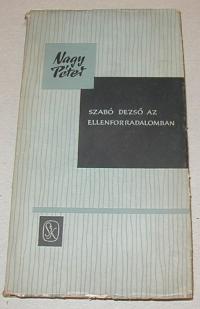 Nagy
Péter
SZABÓ DEZSŐ AZ
ELLENFORRADALOMBAN